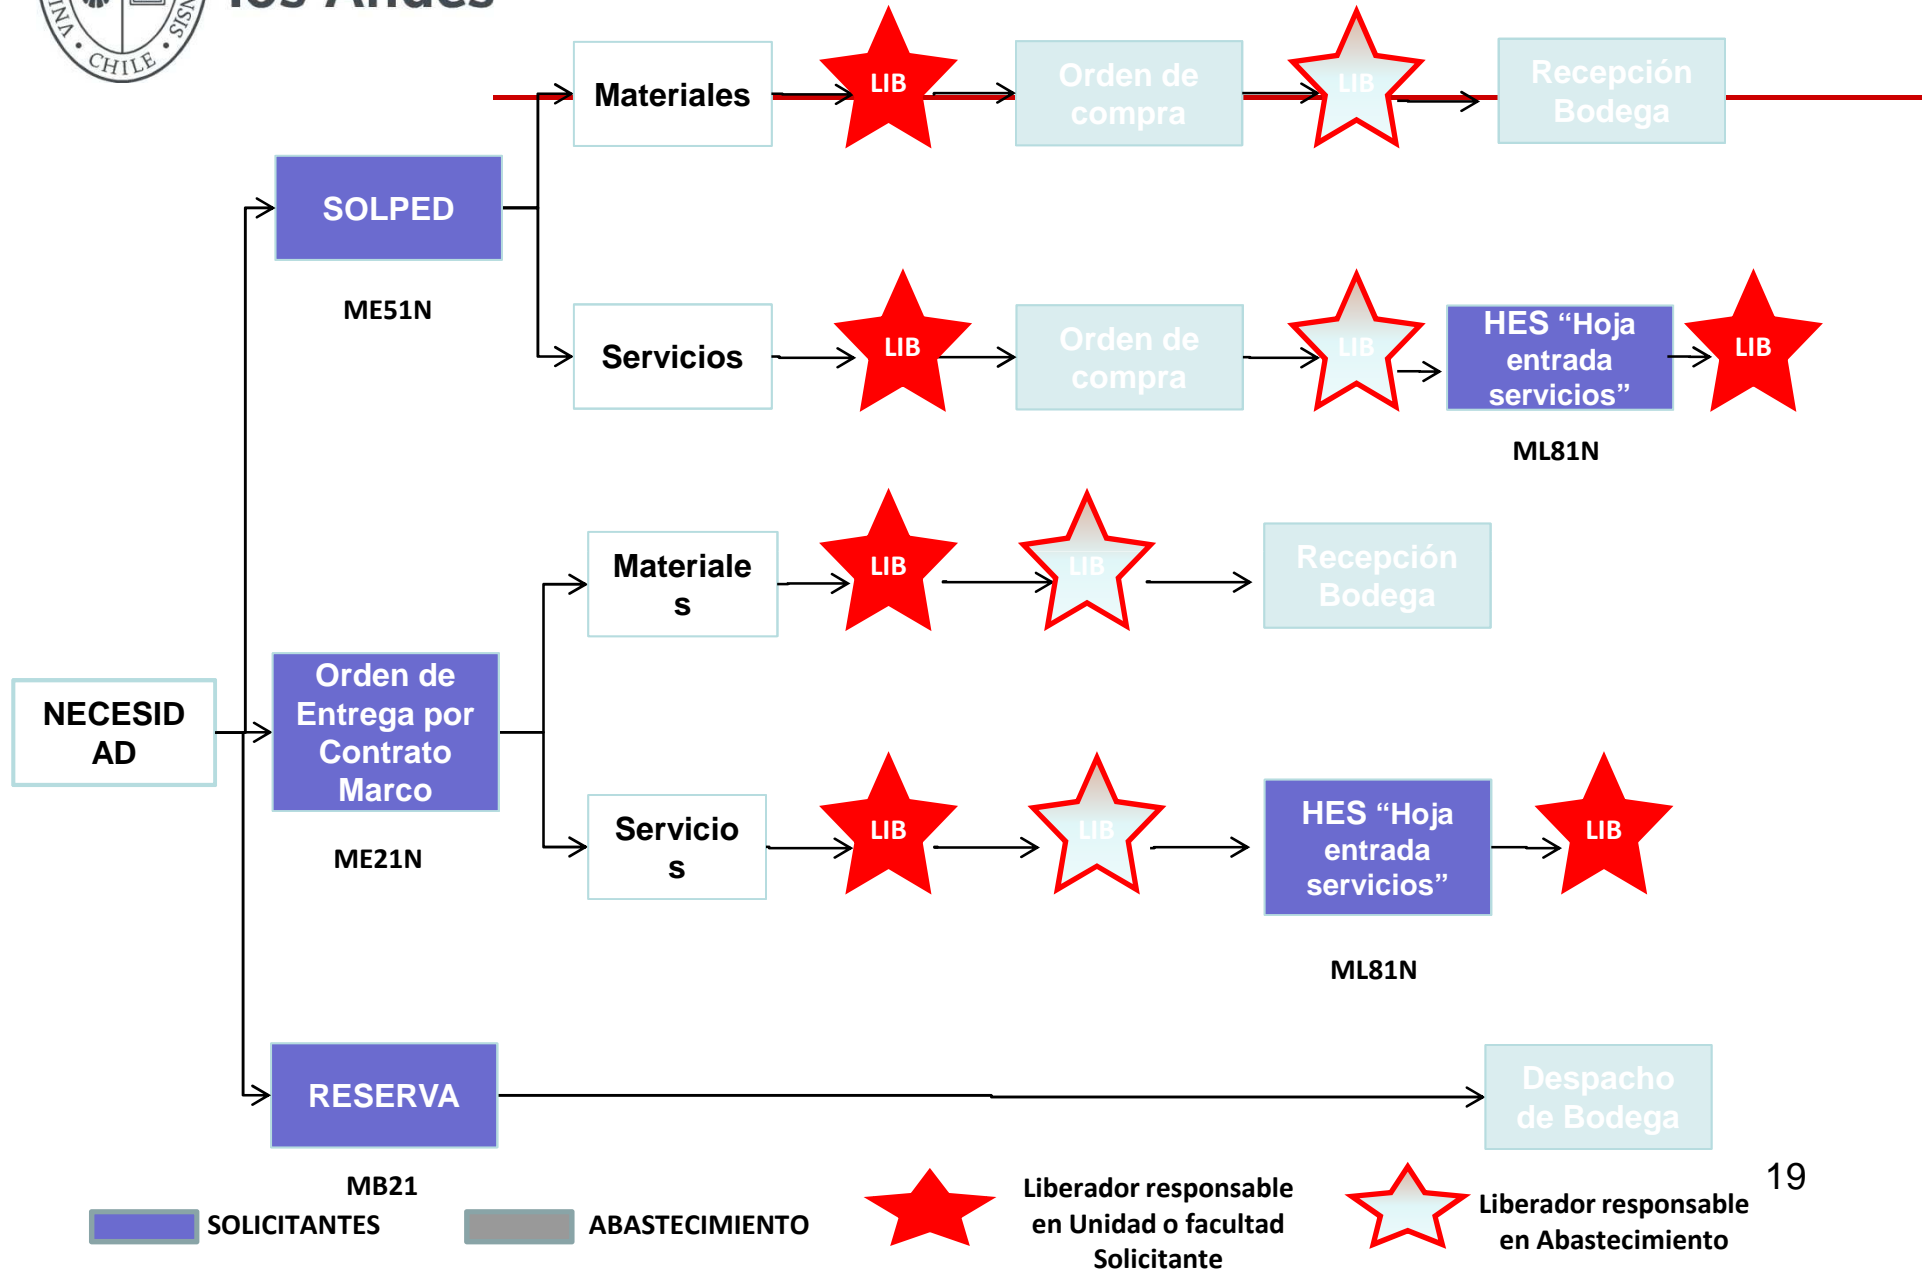 los Andes
CHILE
Materiales
LIB
Orden de
compra
LIB
Recepción
Bodega
SOLPED
ME51N
Servicios
LIB
Orden de
compra
LIB
HES “Hoja
entrada
servicios”
LIB
ML81N
Materiale
s
LIB
LIB
Recepción
Bodega
NECESID
AD
Orden de
Entrega por
Contrato
Marco
ME21N
Servicio
s
LIB
LIB
HES “Hoja
entrada
servicios”
LIB
ML81N
RESERVA
Despacho
de Bodega
MB21
19
SOLICITANTES
ABASTECIMIENTO
Liberador responsable
en Unidad o facultad
Solicitante
Liberador responsable
en Abastecimiento